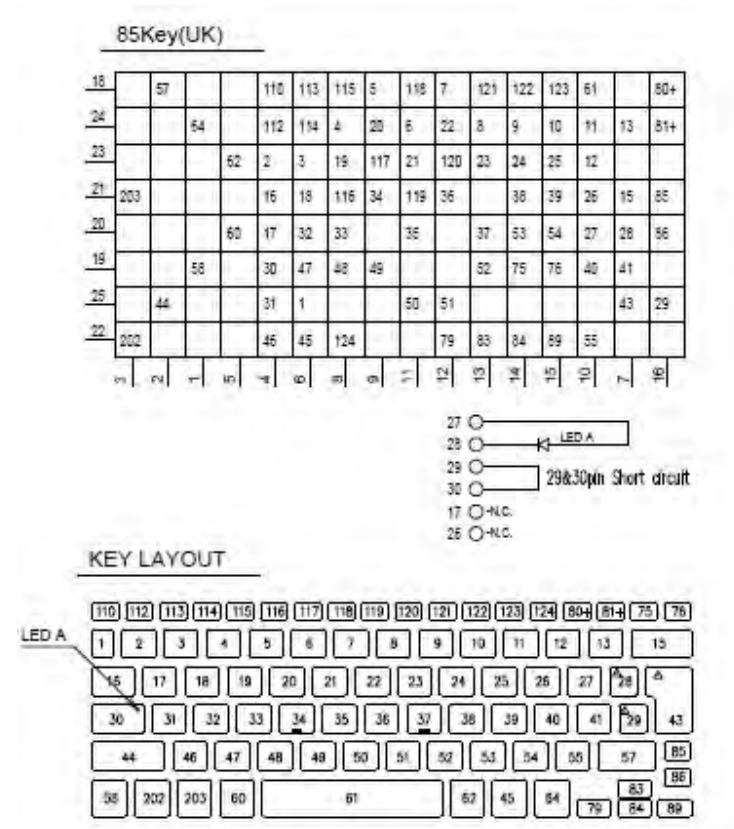 85Key(UK)
18 57 110 113 115 5 118 7 121 122 123 61 80+
24 64 112 114 4 20 6 22 8 9 10 11 13 81+
23 62 2 3 19 117 21 120 23 24 25 12
21 203 16 18 116 34 119 36 38 39 26 15 85
20 60 17 32 33 35 37 53 54 27 28 86
19 58 30 47 48 49 52 75 76 40 41
25 44 31 1 50 51 43 29
22 202 46 45 124 79 83 84 89 55
3 2 1 5 4 6 8 9 11 12 13 14 15 10 7 16
27
28 LED A
29
30 29&30pin Short circuit
17 -N.C.
26 -N.C.
KEY LAYOUT
110 112 113 114 115 116 117 118 119 120 121 122 123 124 80+ 81+ 75 76
LED A 1 2 3 4 5 6 7 8 9 10 11 12 13 15
16 17 18 19 20 21 22 23 24 25 26 27 28
30 31 32 33 34 35 36 37 38 39 40 41 29 43
44 46 47 48 49 50 51 52 53 54 55 57 85
86
58 202 203 60 61 62 45 64 79 83 84 89